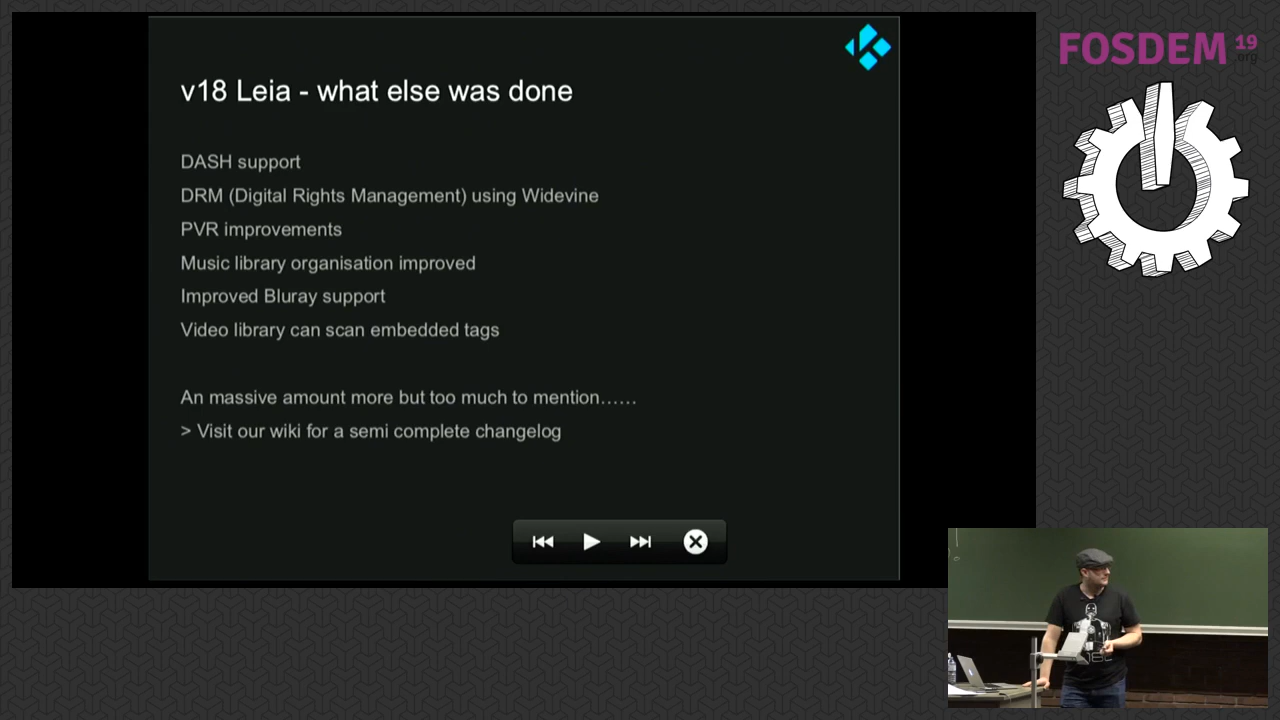 v18 Leia - what else was done
DASH support
DRM (Digital Rights Management) using Widevine
PVR improvements
Music library organisation improved
Improved Bluray support
Video library can scan embedded tags
An massive amount more but too much to mention……
> Visit our wiki for a semi complete changelog
FOSDEM 19
.org